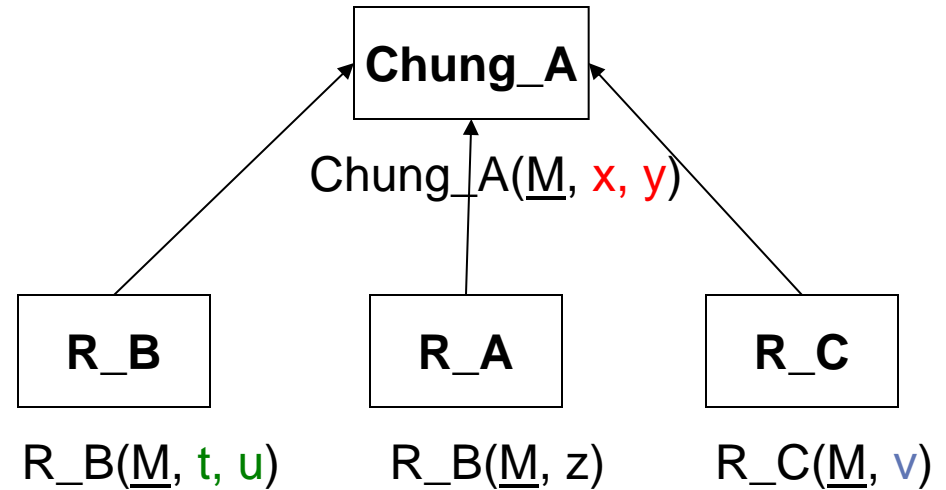 Chung_A
Chung_A(M, x, y)
R_B
R_A
R_C
R_B(M, t, u)
R_B(M, z)
R_C(M, v)